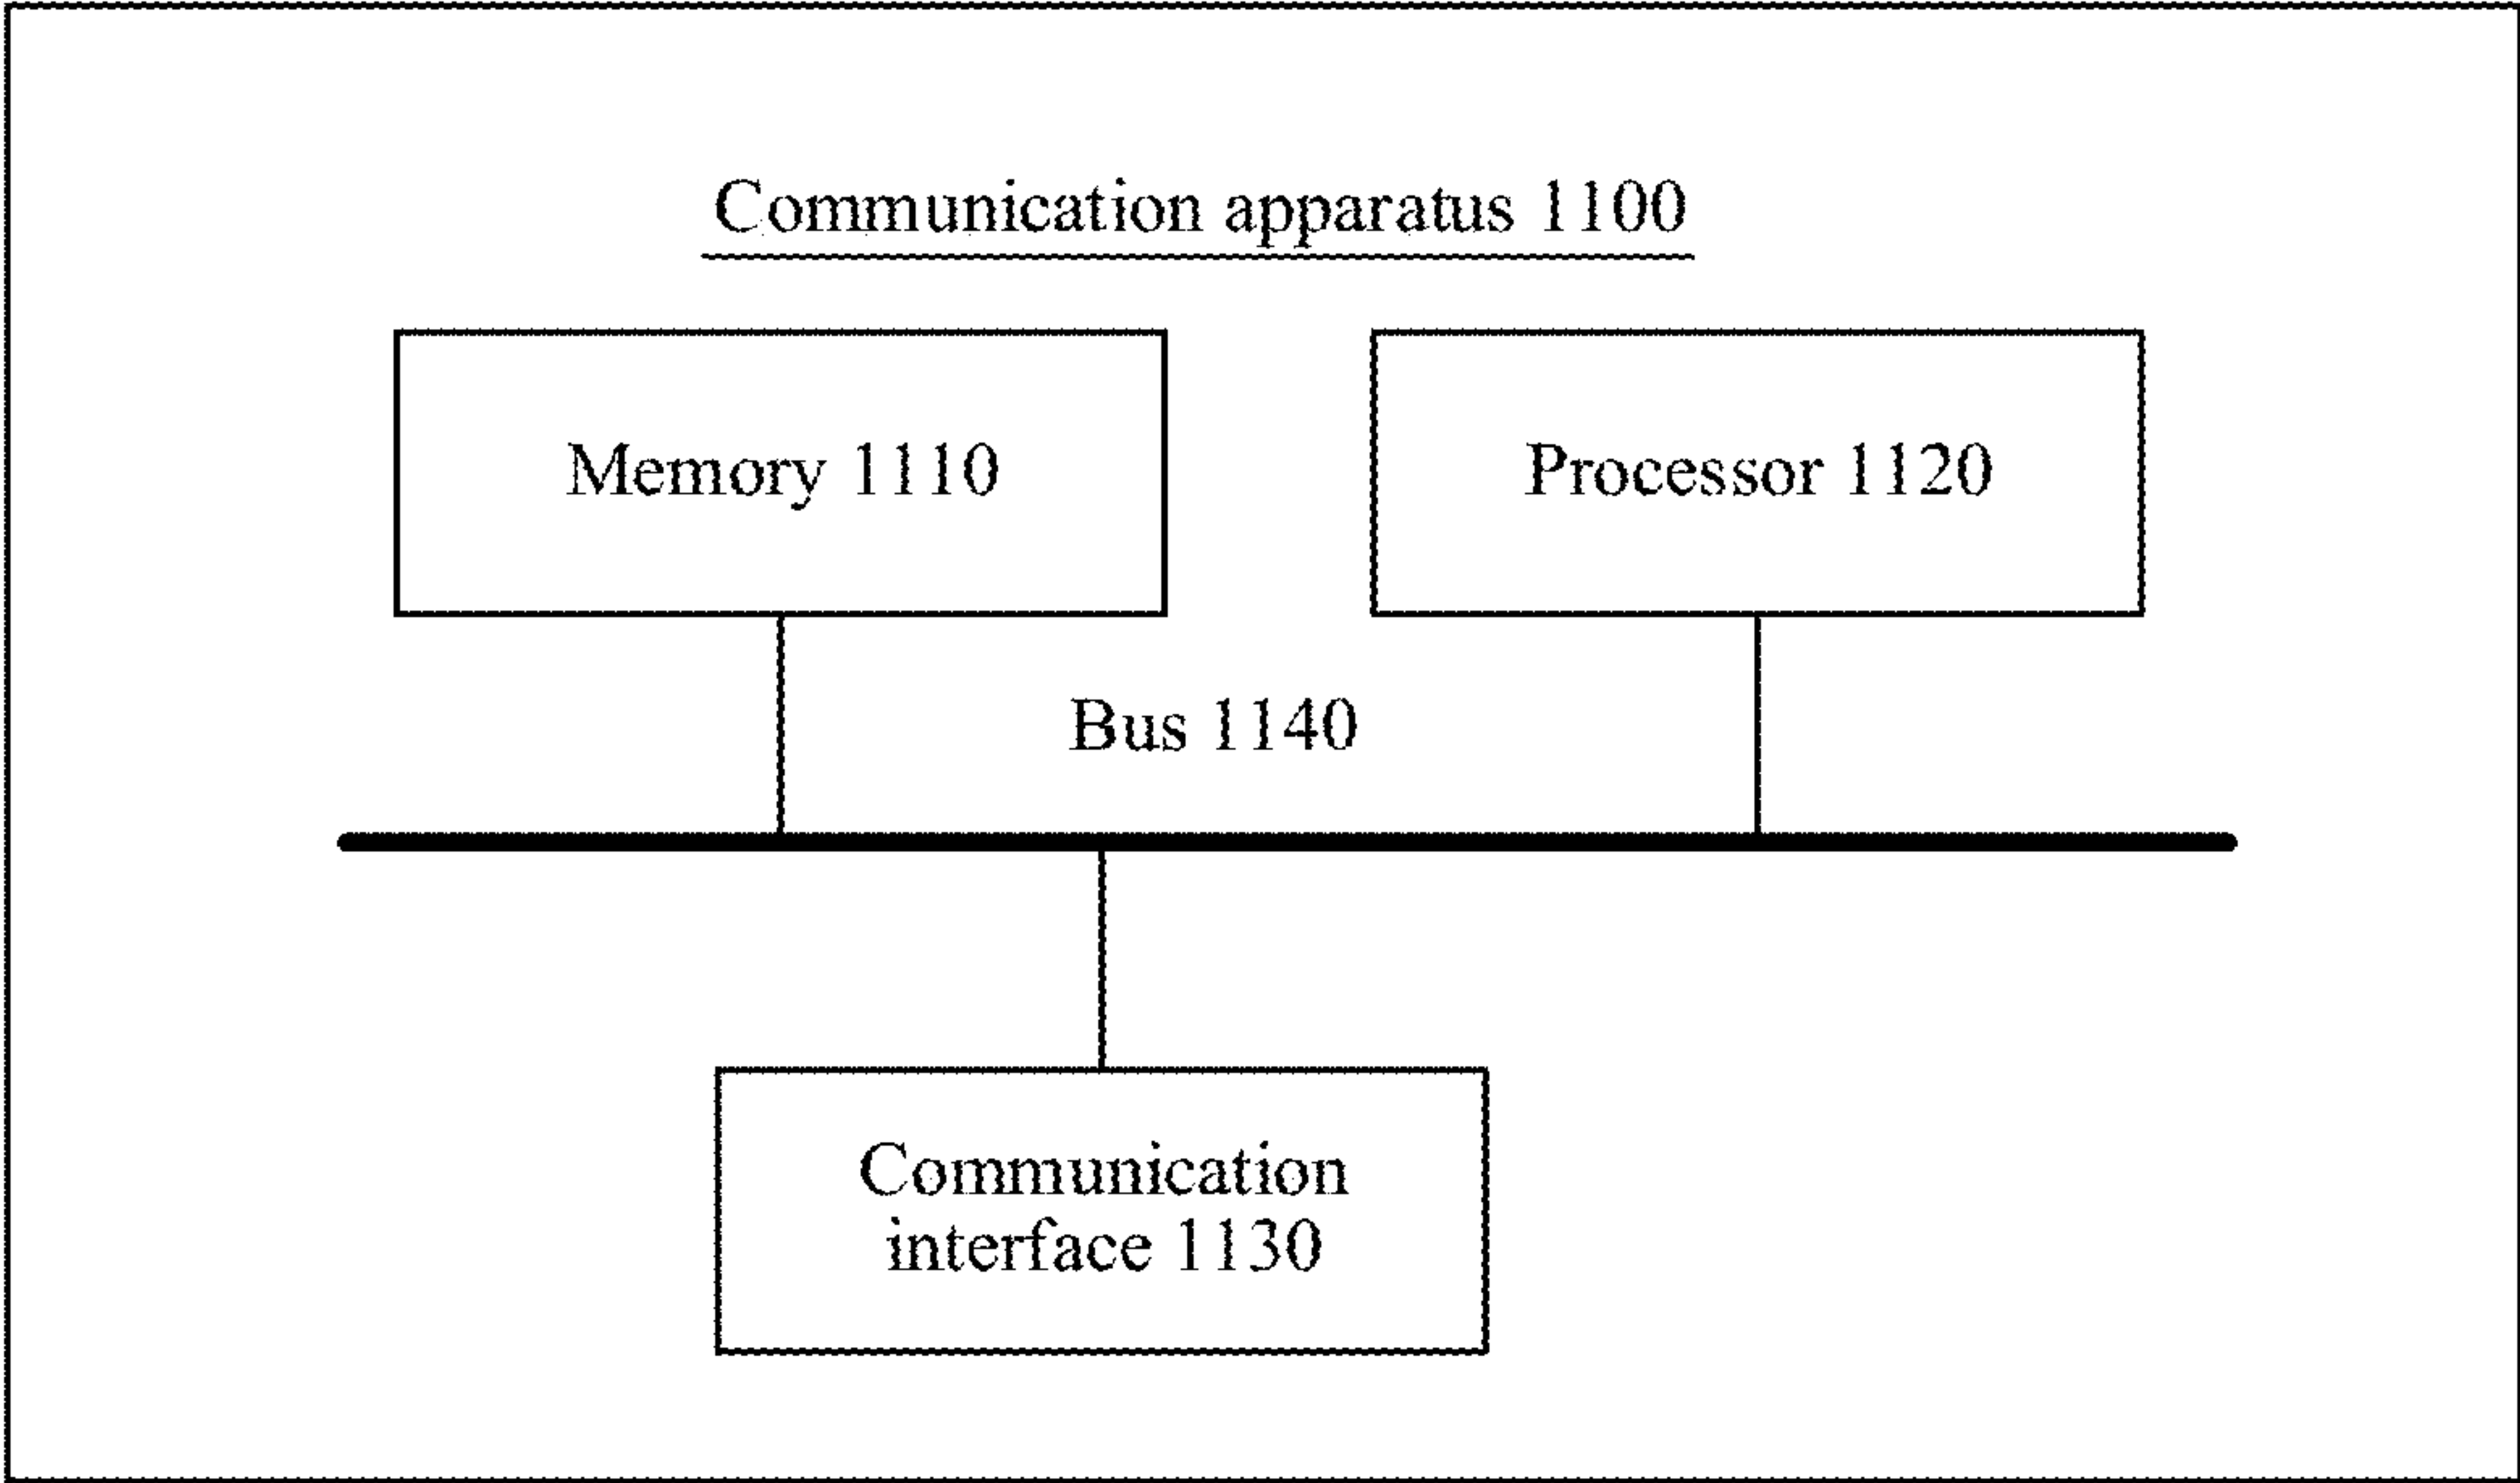 Communication apparatus 1100
Memory 1110
Processor 1120
Bus 1140
Communication
interface 1130